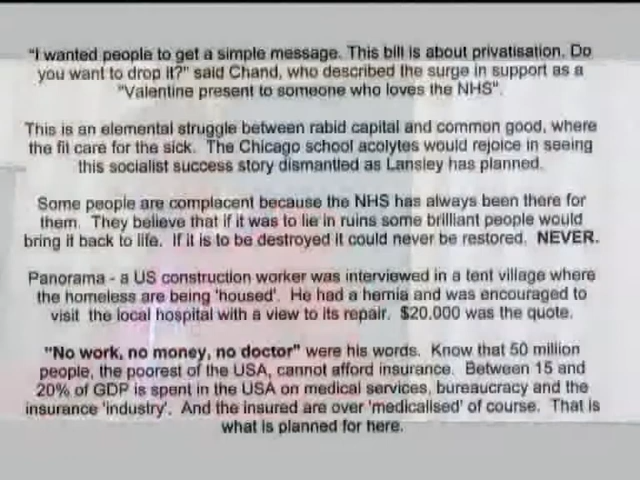 "I wanted people to get a simple message. This bill is about privatisation. Do
you want to drop it?" said Chand, who described the surge in support as a
"Valentine present to someone who loves the NHS".
This is an elemental struggle between rabid capital and common good, where
the fit care for the sick. The Chicago school acolytes would rejoice in seeing
this socialist success story dismantled as Lansley has planned.
Some people are complacent because the NHS has always been there for
them. They believe that if it was to lie in ruins some brilliant people would
bring it back to life. If it is to be destroyed it could never be restored. NEVER.
Panorama - a US construction worker was interviewed in a tent village where
the homeless are being 'housed'. He had a hernia and was encouraged to
visit the local hospital with a view to its repair. $20.000 was the quote.
"No work, no money, no doctor" were his words. Know that 50 million
people, the poorest of the USA, cannot afford insurance. Between 15 and
20% of GDP is spent in the USA on medical services, bureaucracy and the
insurance 'industry'. And the insured are over 'medicalised' of course. That is
what is planned for here.